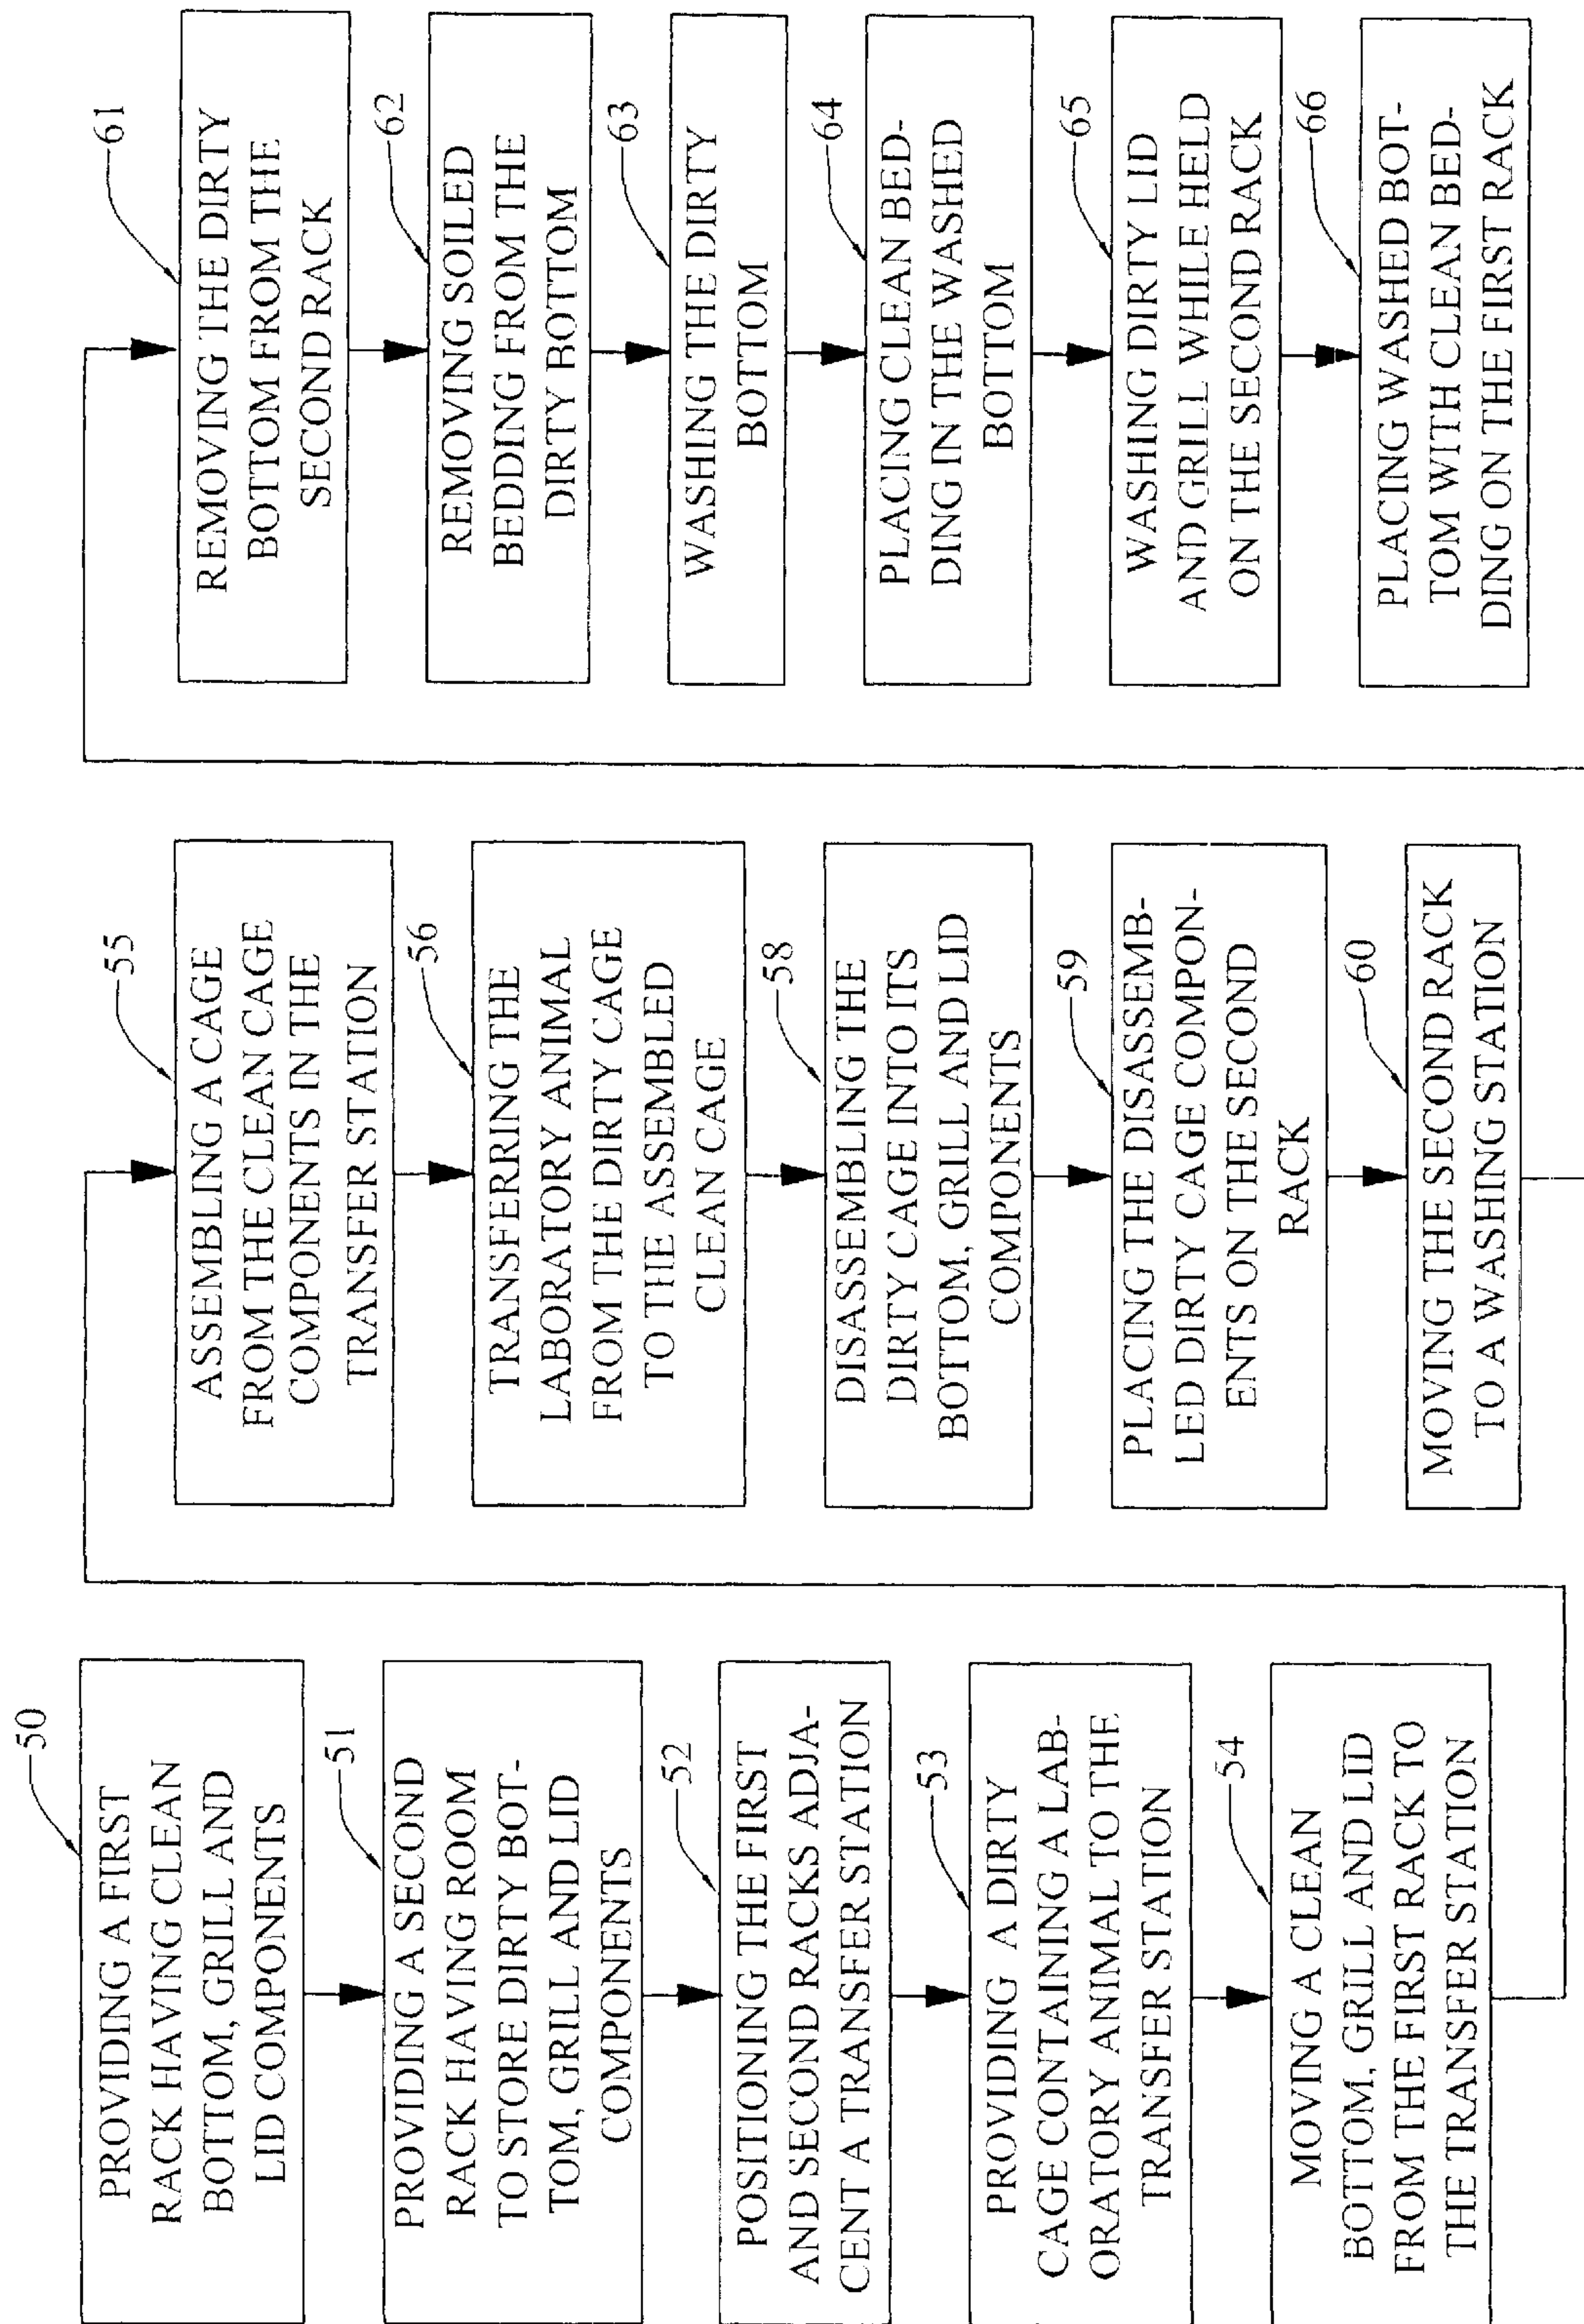 50
PROVIDING A FIRST
RACK HAVING CLEAN
BOTTOM, GRILL AND
LID COMPONENTS
51
PROVIDING A SECOND
RACK HAVING ROOM
TO STORE DIRTY BOT-
TOM, GRILL AND LID
COMPONENTS
52
POSITIONING THE FIRST
AND SECOND RACKS ADJA-
CENT A TRANSFER STATION
53
PROVIDING A DIRTY
CAGE CONTAINING A LAB-
ORATORY ANIMAL TO THE
TRANSFER STATION
54
MOVING A CLEAN
BOTTOM, GRILL AND LID
FROM THE FIRST RACK TO
THE TRANSFER STATION
55
ASSEMBLING A CAGE
FROM THE CLEAN CAGE
COMPONENTS IN THE
TRANSFER STATION
56
TRANSFERRING THE
LABORATORY ANIMAL
FROM THE DIRTY CAGE
TO THE ASSEMBLED
CLEAN CAGE
58
DISASSEMBLING THE
DIRTY CAGE INTO ITS
BOTTOM, GRILL AND LID
COMPONENTS
59
PLACING THE DISASSEMB-
LED DIRTY CAGE COMPON-
ENTS ON THE SECOND
RACK
60
MOVING THE SECOND RACK
TO A WASHING STATION
61
REMOVING THE DIRTY
BOTTOM FROM THE
SECOND RACK
62
REMOVING SOILED
BEDDING FROM THE
DIRTY BOTTOM
63
WASHING THE DIRTY
BOTTOM
64
PLACING CLEAN BED-
DING IN THE WASHED
BOTTOM
65
WASHING DIRTY LID
AND GRILL WHILE HELD
ON THE SECOND RACK
66
PLACING WASHED BOT-
TOM WITH CLEAN BED-
DING ON THE FIRST RACK